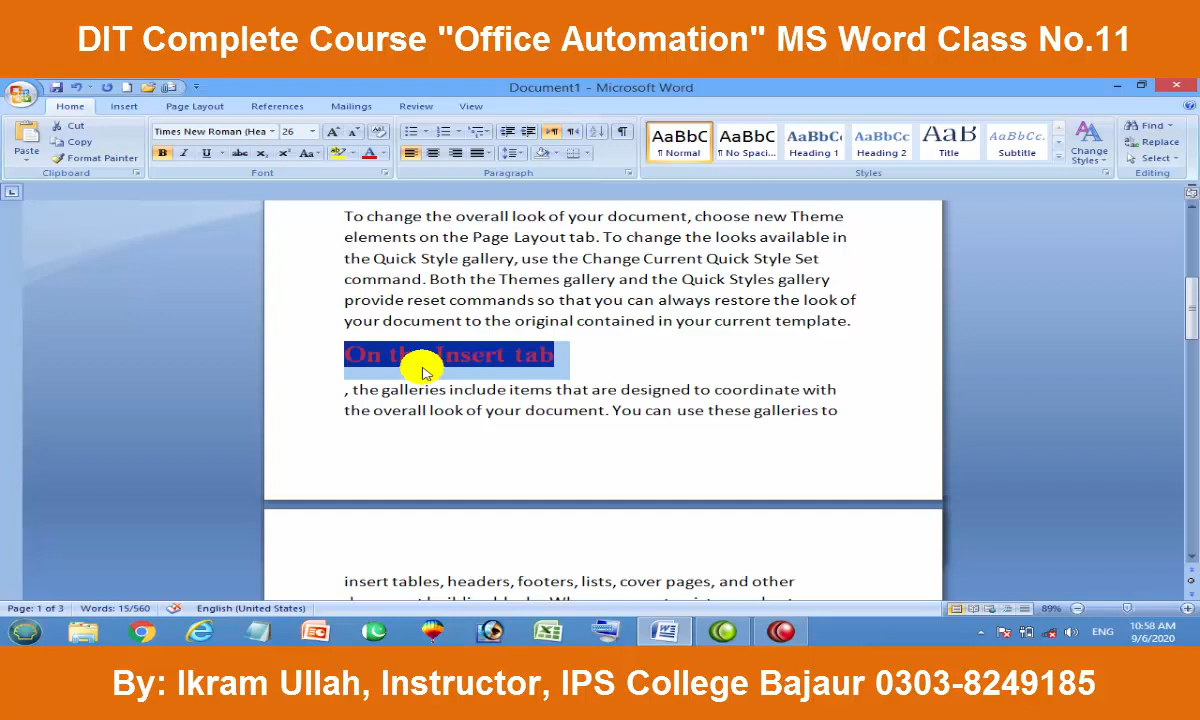 DIT Complete Course "Office Automation" MS Word Class No.11
Document1 - Microsoft Word
Home Insert Page Layout References Mailings Review View
Paste
Cut
Copy
Format Painter
Clipboard
Times New Roman (Hea 26
Font
Paragraph
AaBbC AaBbC AaBbC AaBbCc AaB AaBbCc.
¶ Normal ¶ No Spaci... Heading 1 Heading 2 Title Subtitle
Change
Styles
Styles
Find
Replace
Select
Editing
To change the overall look of your document, choose new Theme
elements on the Page Layout tab. To change the looks available in
the Quick Style gallery, use the Change Current Quick Style Set
command. Both the Themes gallery and the Quick Styles gallery
provide reset commands so that you can always restore the look of
your document to the original contained in your current template.
On the Insert tab
, the galleries include items that are designed to coordinate with
the overall look of your document. You can use these galleries to
insert tables, headers, footers, lists, cover pages, and other
Page: 1 of 3 Words: 15/560 English (United States) 89%
ENG
10:58 AM
9/6/2020
By: Ikram Ullah, Instructor, IPS College Bajaur 0303-8249185